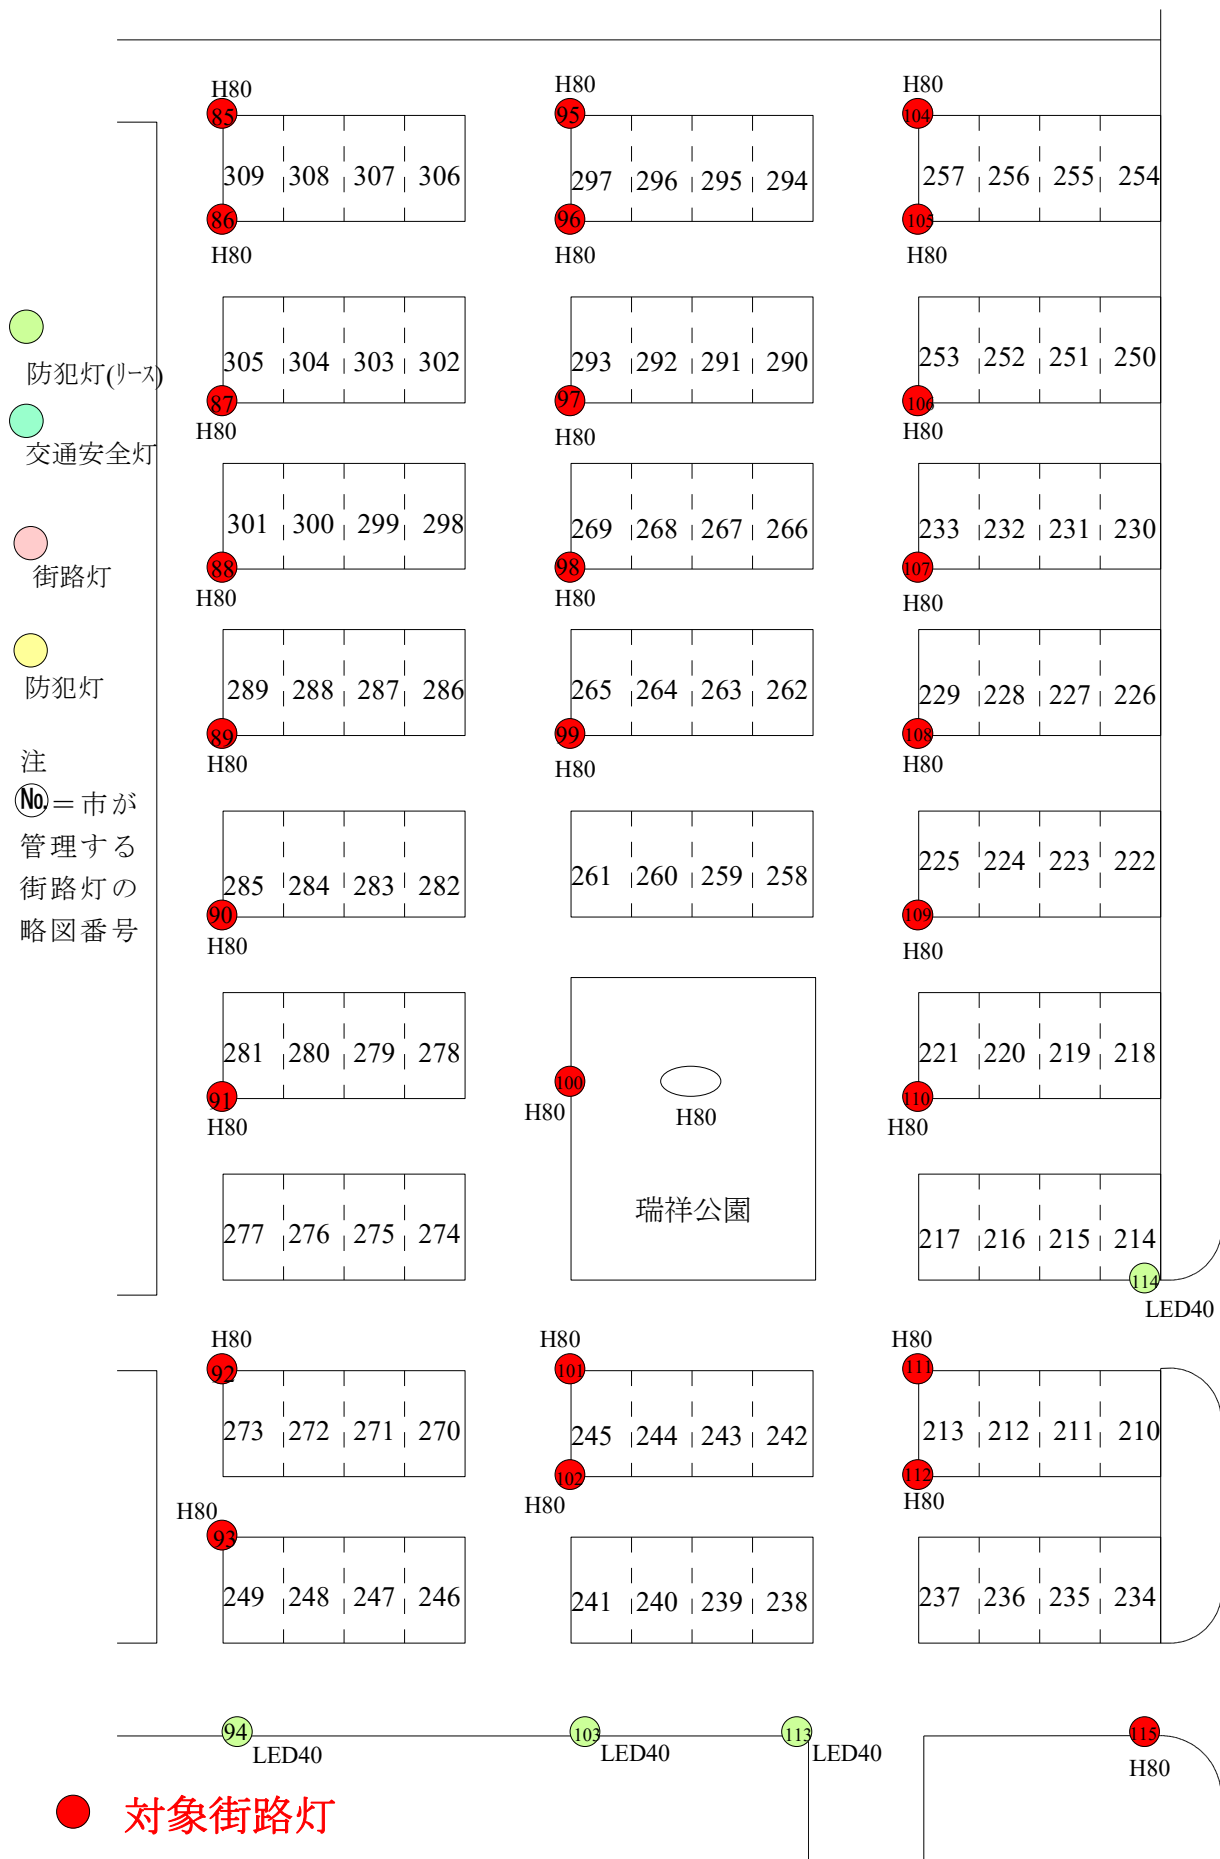 H80 H80 H80
85 95 104
309 308 307 306 297 296 295 294 257 256 255 254
86 96 105
H80 H80 H80
防犯灯(リース)
305 304 303 302 293 292 291 290 253 252 251 250
87 97 106
H80 H80 H80
交通安全灯
301 300 299 298 269 268 267 266 233 232 231 230
88 98 107
H80 H80 H80
街路灯
289 288 287 286 265 264 263 262 229 228 227 226
防犯灯
89 99 108
H80 H80 H80
注
No.=市が
管理する
街路灯の
略図番号
285 284 283 282 261 260 259 258 225 224 223 222
90 109
H80 H80
281 280 279 278 221 220 219 218
91 100 110
H80 H80 H80 H80
瑞祥公園
277 276 275 274 217 216 215 214
114
LED40
H80 H80 H80
92 101 111
273 272 271 270 245 244 243 242 213 212 211 210
102 112
H80 H80 H80
93
249 248 247 246 241 240 239 238 237 236 235 234
94 103 113 115
LED40 LED40 LED40 H80
対象街路灯